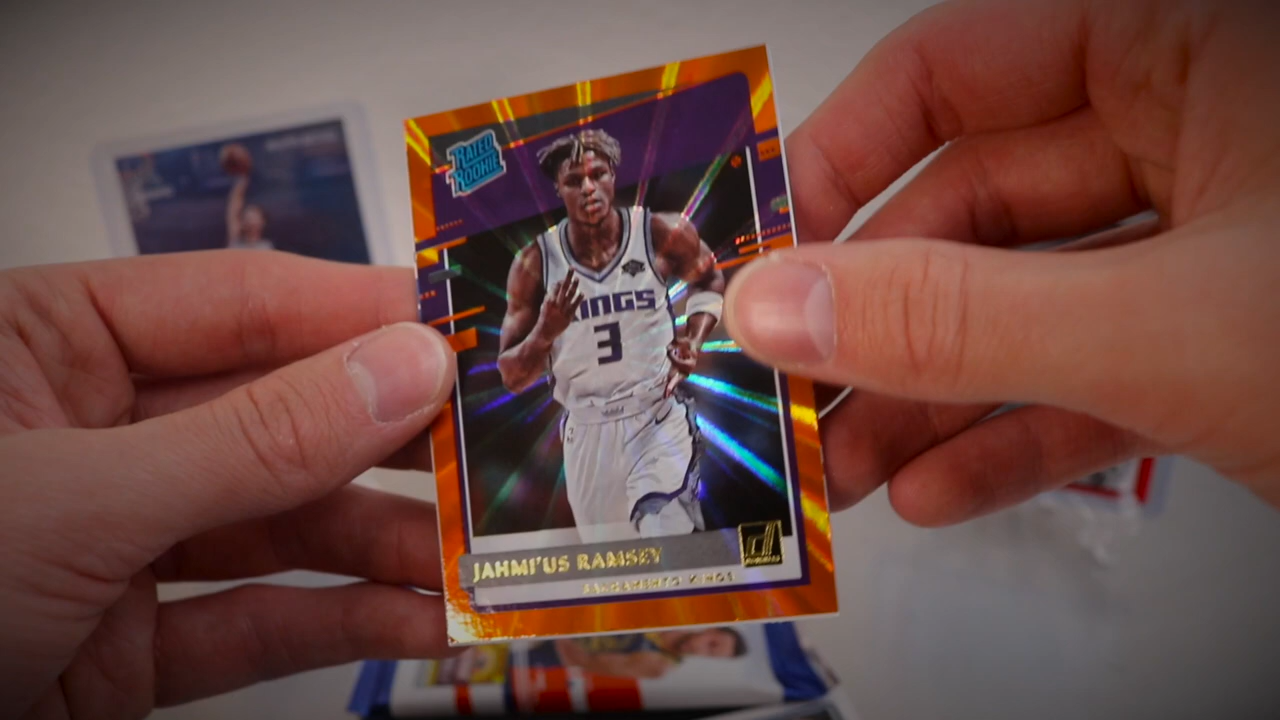 RATED
ROOKIE
KINGS
3
JAHMI'US RAMSEY
SACRAMENTO KINGS